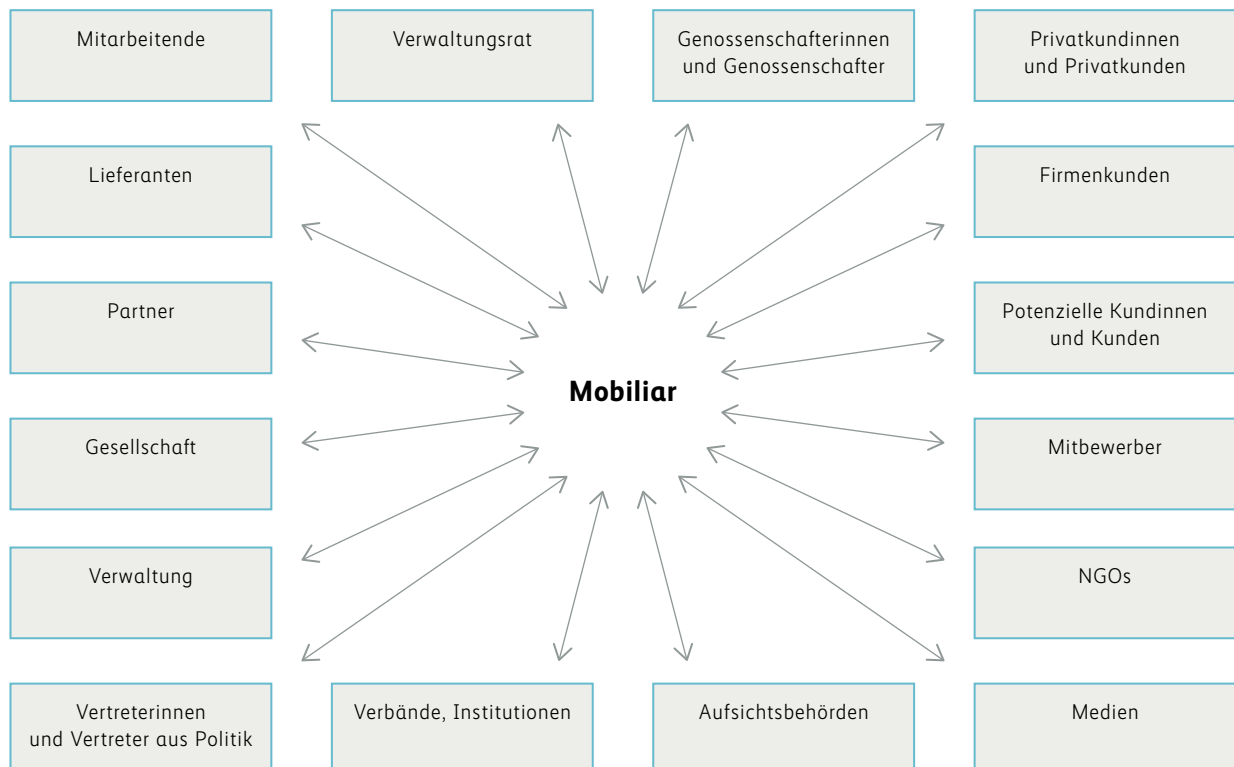 Mitarbeitende
Verwaltungsrat
Genossenschafterinnen
und Genossenschafter
Privatkundinnen
und Privatkunden
Lieferanten
Firmenkunden
Partner
Potenzielle Kundinnen
und Kunden
Mobiliar
Gesellschaft
Mitbewerber
Verwaltung
NGOs
Vertreterinnen
und Vertreter aus Politik
Verbände, Institutionen
Aufsichtsbehörden
Medien